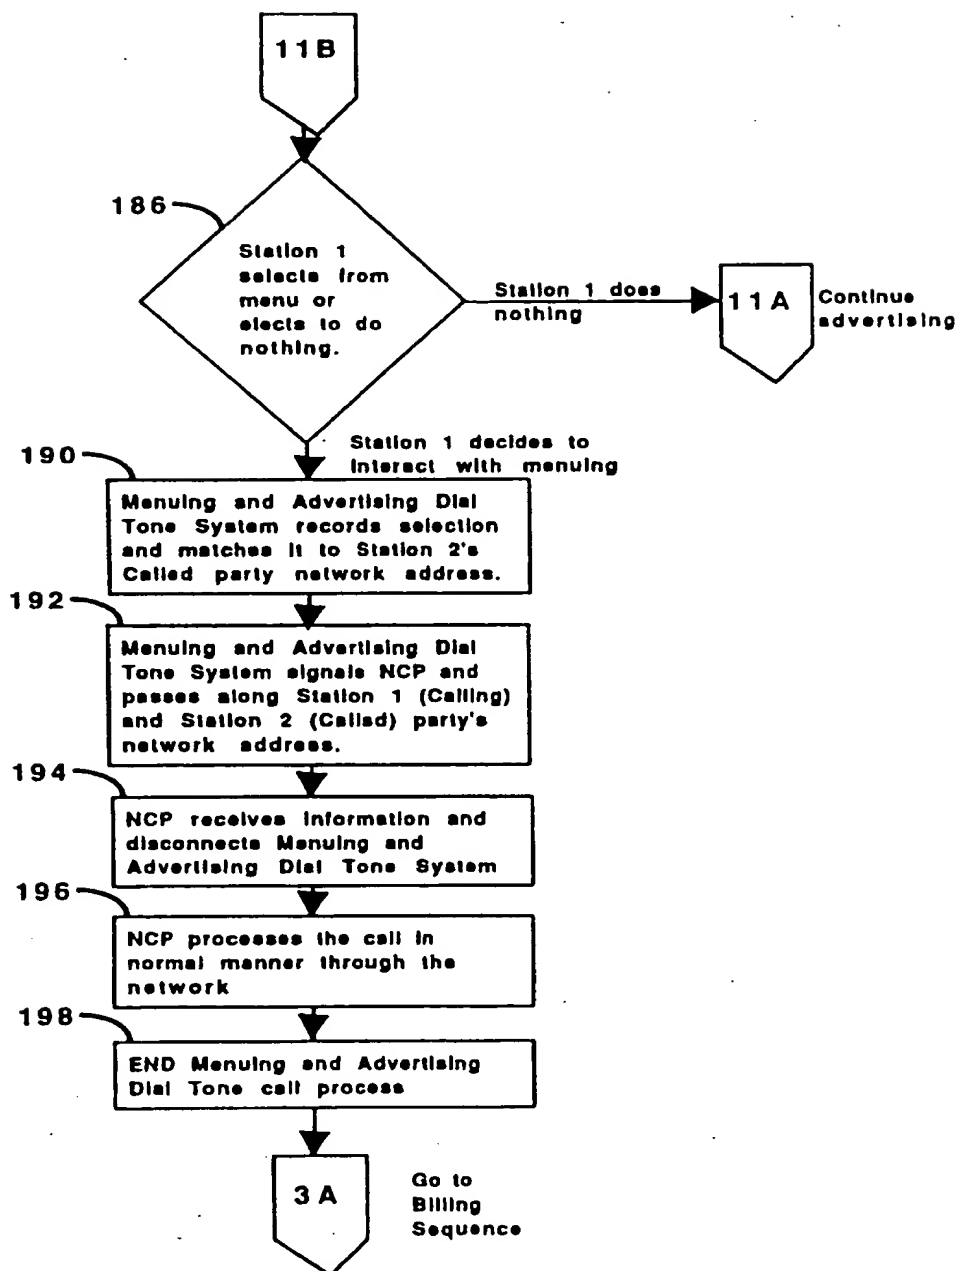 11B
186
Station 1
selects from
menu or
elects to do
nothing.
Station 1 does
nothing
11A
Continue
advertising
Station 1 decides to
interact with menuing
190
Menuing and Advertising Dial
Tone System records selection
and matches it to Station 2's
Called party network address.
192
Menuing and Advertising Dial
Tone System signals NCP and
passes along Station 1 (Calling)
and Station 2 (Called) party's
network address.
194
NCP receives information and
disconnects Menuing and
Advertising Dial Tone System
196
NCP processes the call in
normal manner through the
network
198
END Menuing and Advertising
Dial Tone call process
3A
Go to
Billing
Sequence